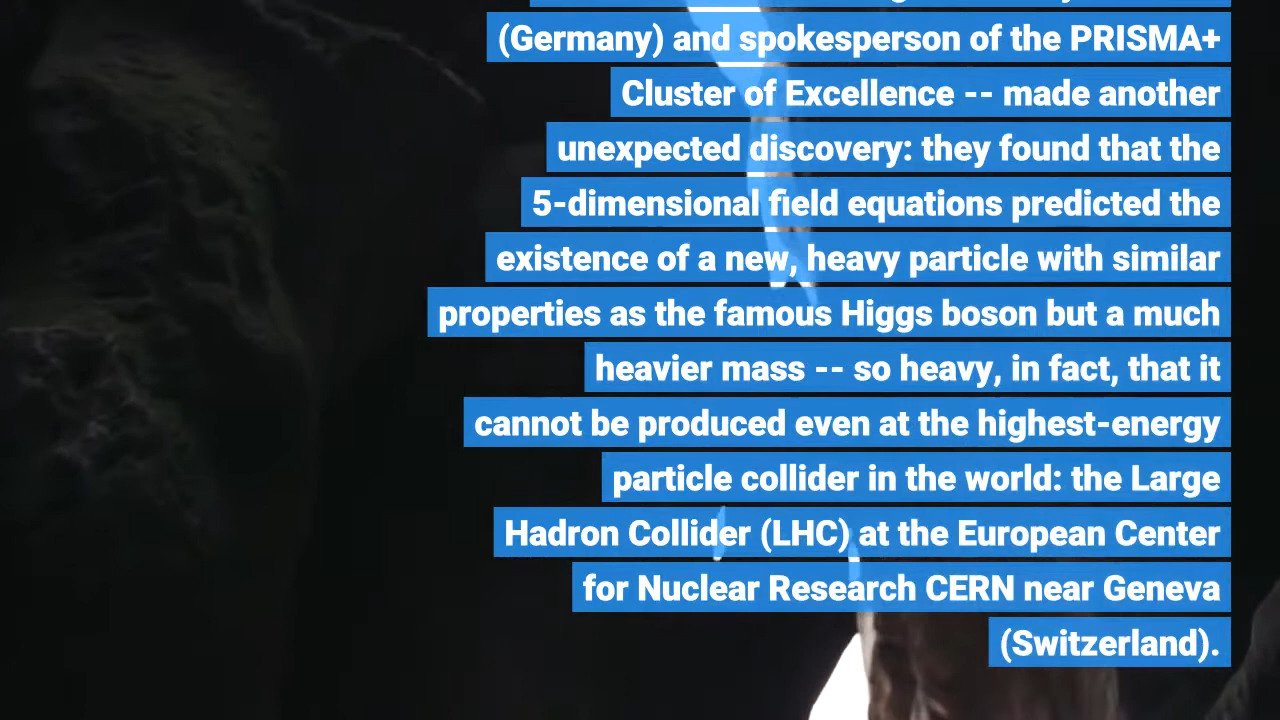 (Germany) and spokesperson of the PRISMA+
Cluster of Excellence -- made another
unexpected discovery: they found that the
5-dimensional field equations predicted the
existence of a new, heavy particle with similar
properties as the famous Higgs boson but a much
heavier mass -- so heavy, in fact, that it
cannot be produced even at the highest-energy
particle collider in the world: the Large
Hadron Collider (LHC) at the European Center
for Nuclear Research CERN near Geneva
(Switzerland).